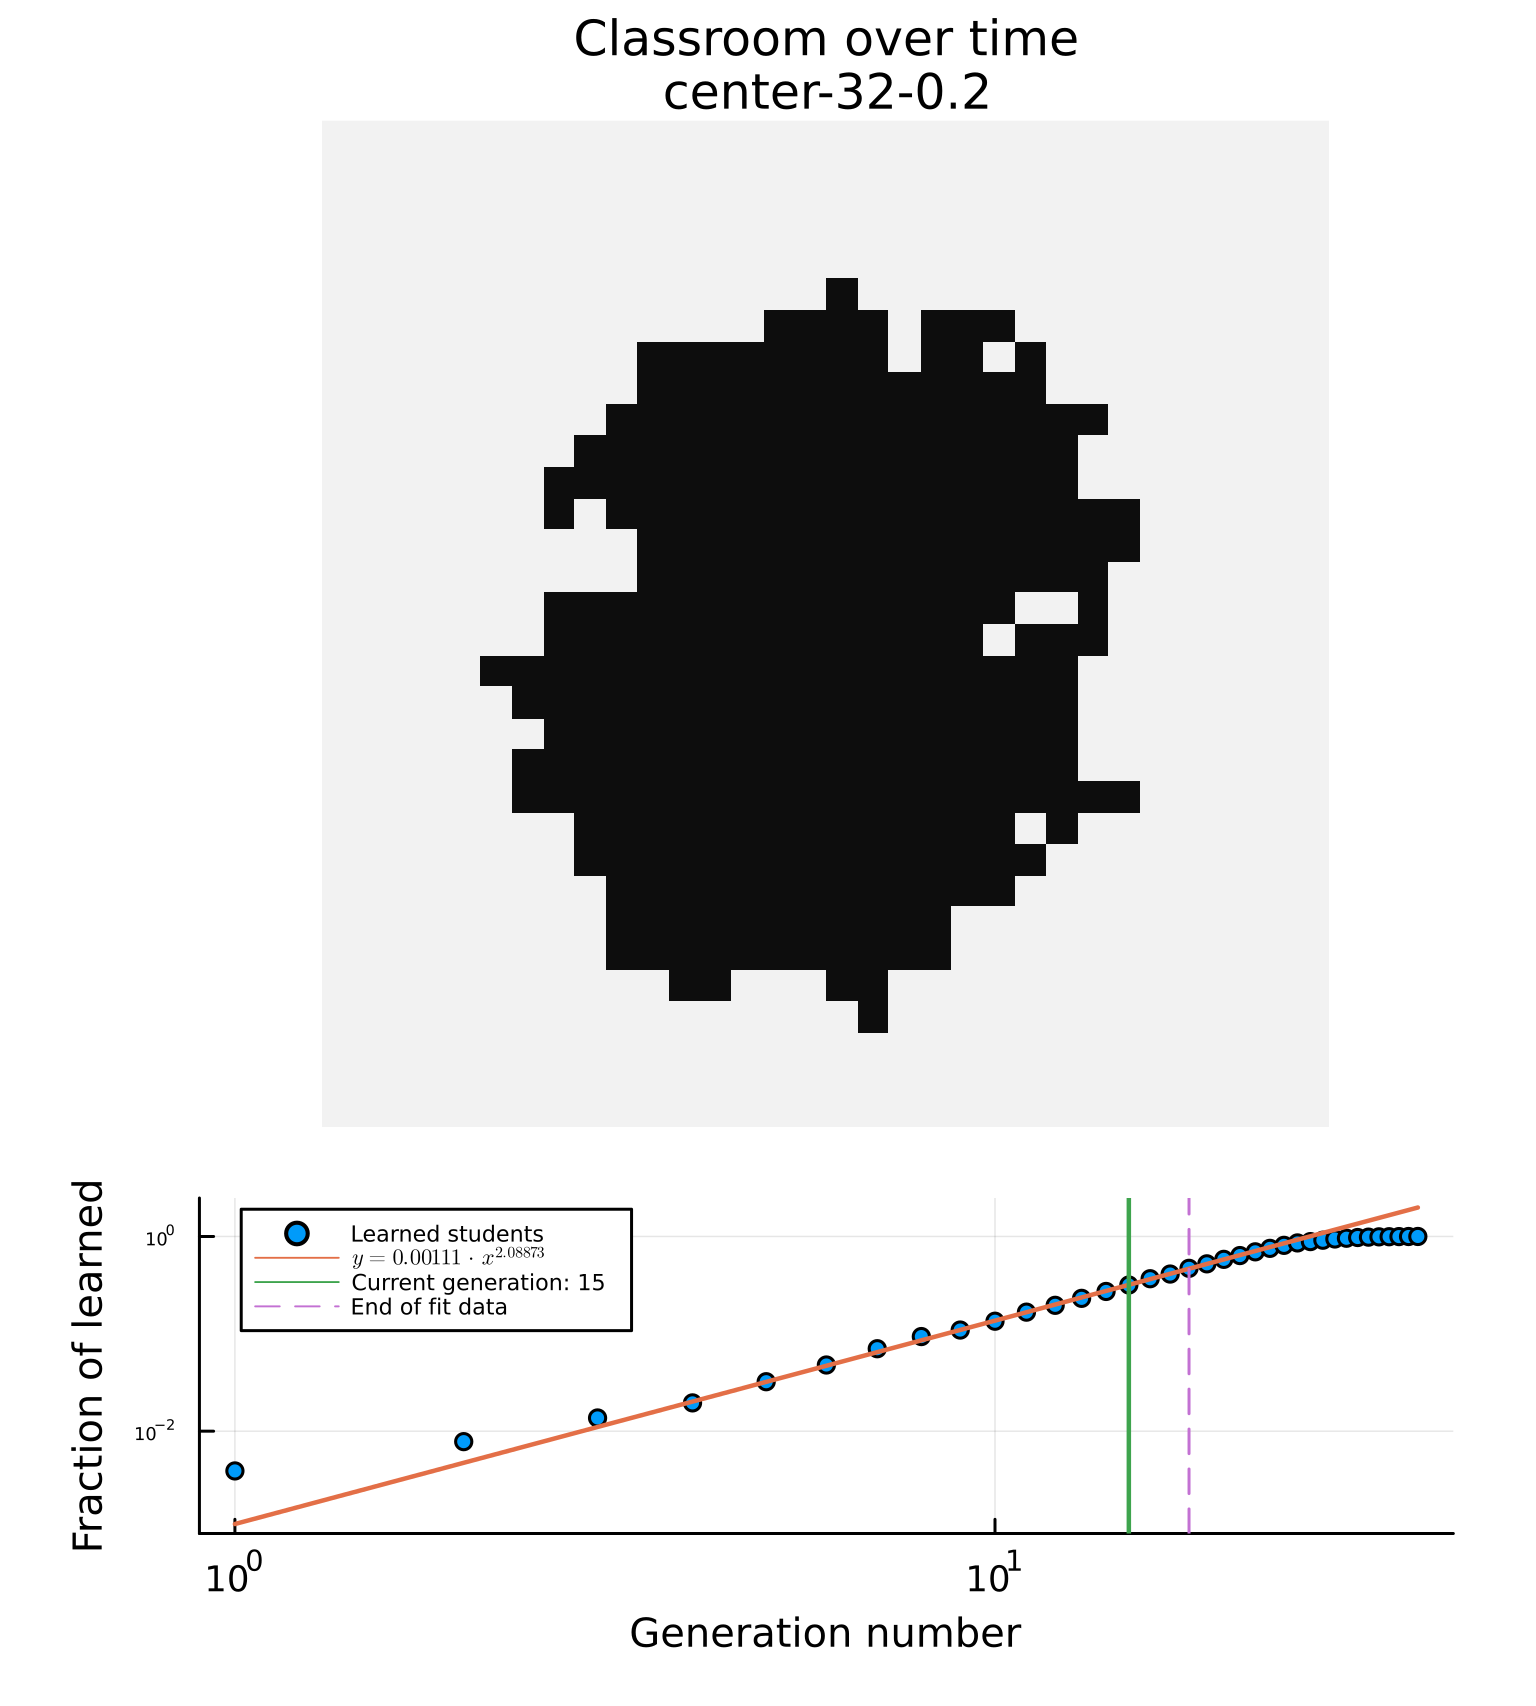 Classroom over time
center-32-0.2
Fraction of learned
10^0
10^−2
Learned students
y = 0.00111 · x^2.08873
Current generation: 15
End of fit data
10^0
10^1
Generation number